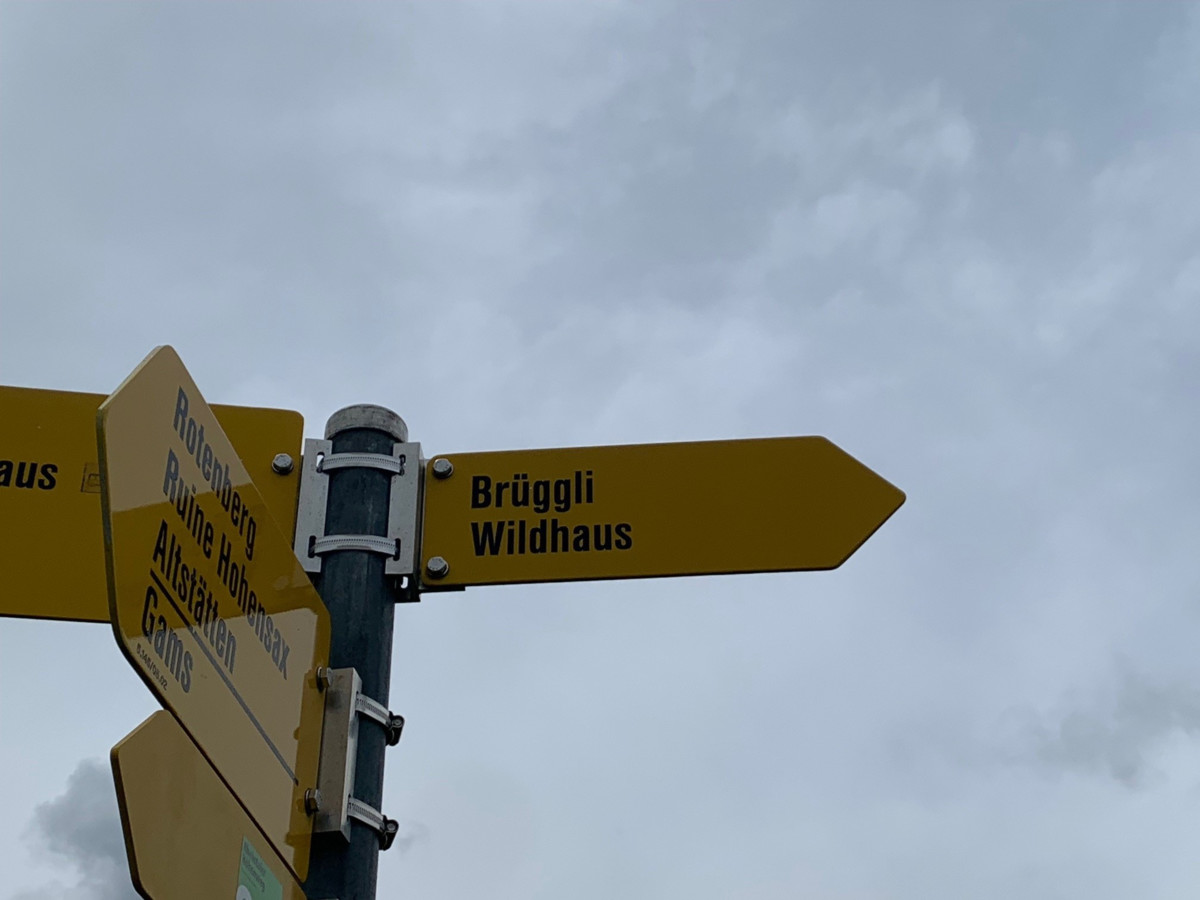 Brüggli
Wildhaus
aus
Rotenberg
Ruine Hohensax
Altstätten
Gams